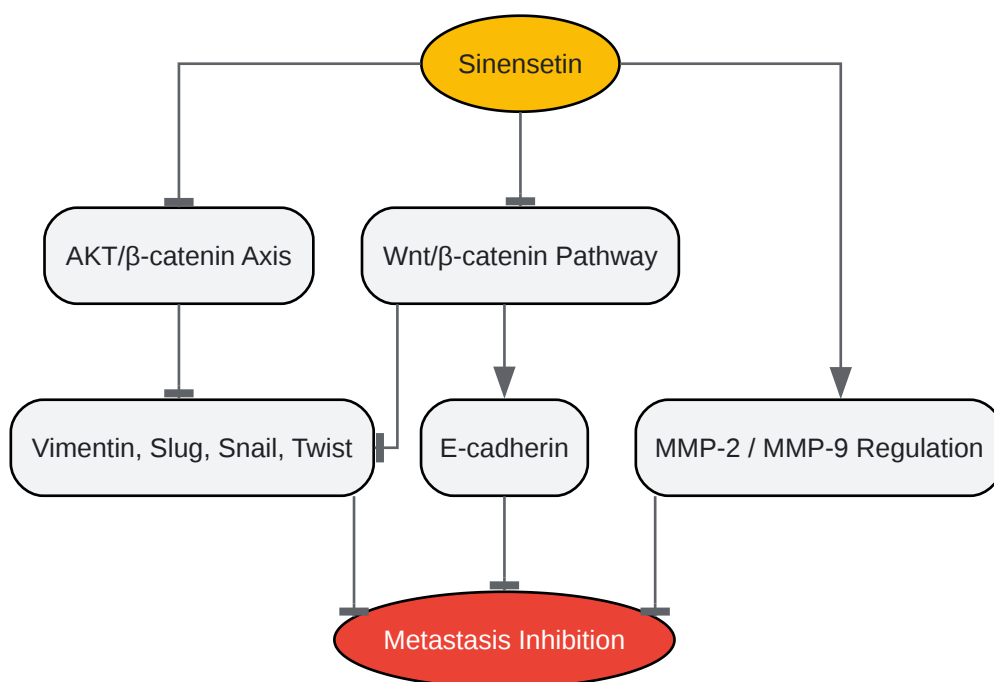 Sinensetin
AKT/β-catenin Axis
Wnt/β-catenin Pathway
Vimentin, Slug, Snail, Twist
E-cadherin
MMP-2 / MMP-9 Regulation
Metastasis Inhibition